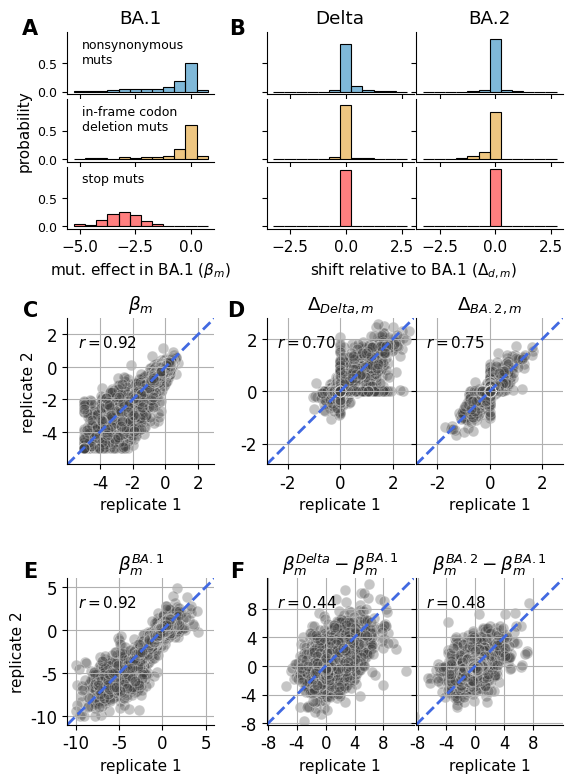 A BA.1 B Delta BA.2
nonsynonymous
muts
in-frame codon
deletion muts
stop muts
probability
0.5
0.0
0.5
0.0
0.5
0.0
−5.0 −2.5 0.0 −2.5 0.0 2.5 −2.5 0.0 2.5
mut. effect in BA.1 (βm) shift relative to BA.1 (Δd,m)
C βm D ΔDelta,m ΔBA.2,m
r = 0.92 r = 0.70 r = 0.75
replicate 2
2
0
-2
-4
2
0
-2
-4 -2 0 2 -2 0 2 -2 0 2
replicate 1 replicate 1 replicate 1
E βmBA.1 F βmDelta − βmBA.1 βmBA.2 − βmBA.1
r = 0.92 r = 0.44 r = 0.48
replicate 2
5
0
-5
-10
8
4
0
-4
-8
-10 -5 0 5 -8 -4 0 4 8 -8 -4 0 4 8
replicate 1 replicate 1 replicate 1